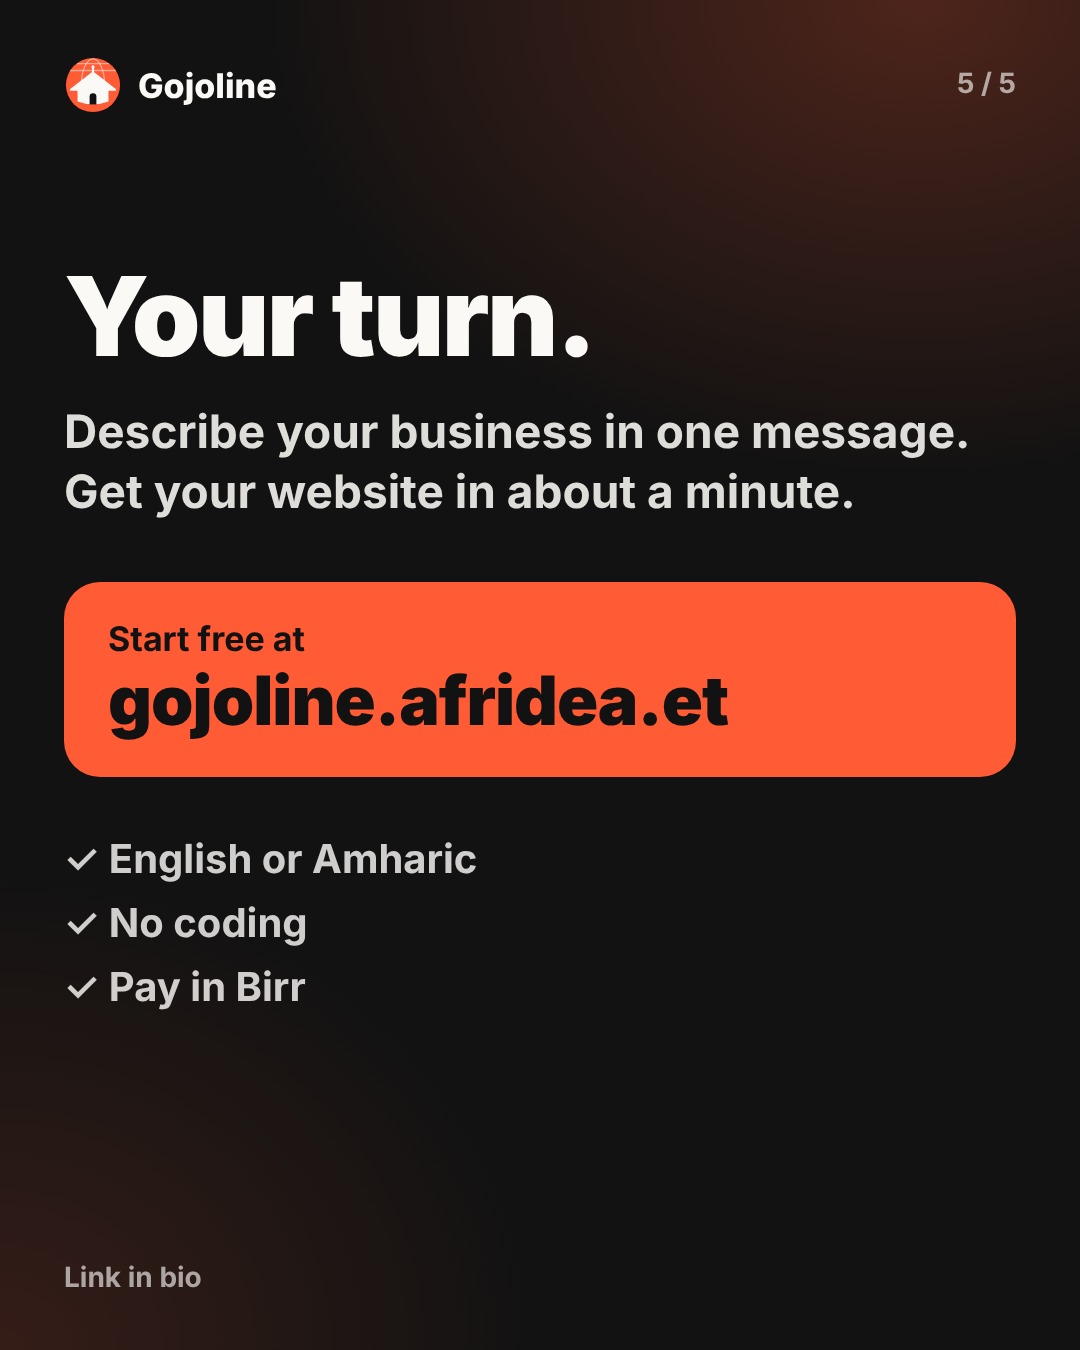 Gojoline
5 / 5
Your turn.
Describe your business in one message.
Get your website in about a minute.
Start free at
gojoline.afridea.et
✓ English or Amharic
✓ No coding
✓ Pay in Birr
Link in bio